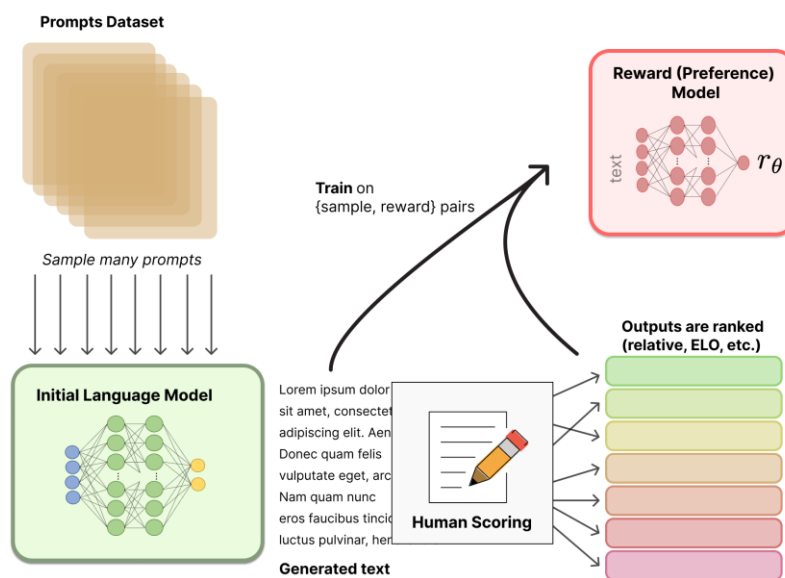 Prompts Dataset
Sample many prompts
Initial Language Model
Train on
{sample, reward} pairs
Reward (Preference)
Model
text
rθ
Lorem ipsum dolor
sit amet, consectet
adipiscing elit. Aen
Donec quam felis
vulputate eget, arc
Nam quam nunc
eros faucibus tincid
luctus pulvinar, her
Generated text
Human Scoring
Outputs are ranked
(relative, ELO, etc.)